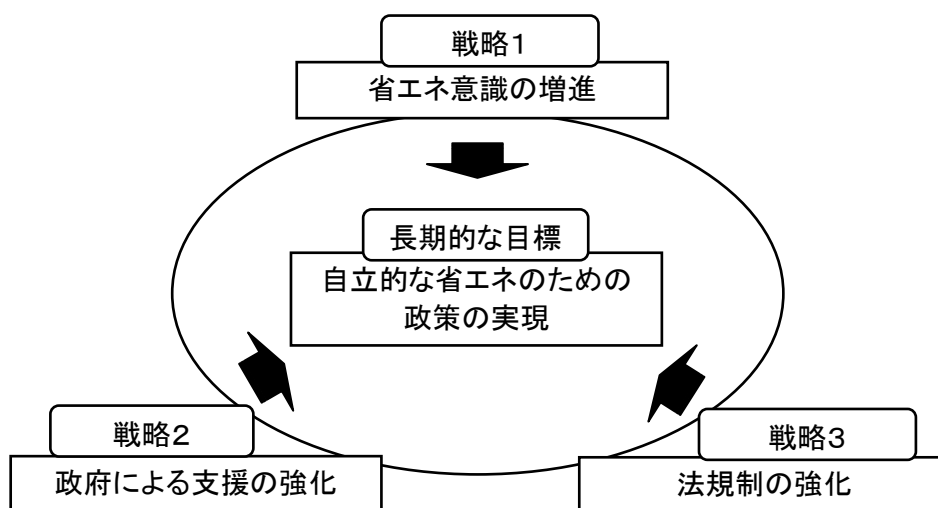 戦略1
省エネ意識の増進
長期的な目標
自立的な省エネのための
政策の実現
戦略2
政府による支援の強化
戦略3
法規制の強化